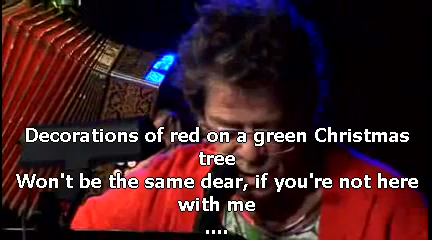 Decorations of red on a green Christmas
tree
Won't be the same dear, if you're not here
with me
....